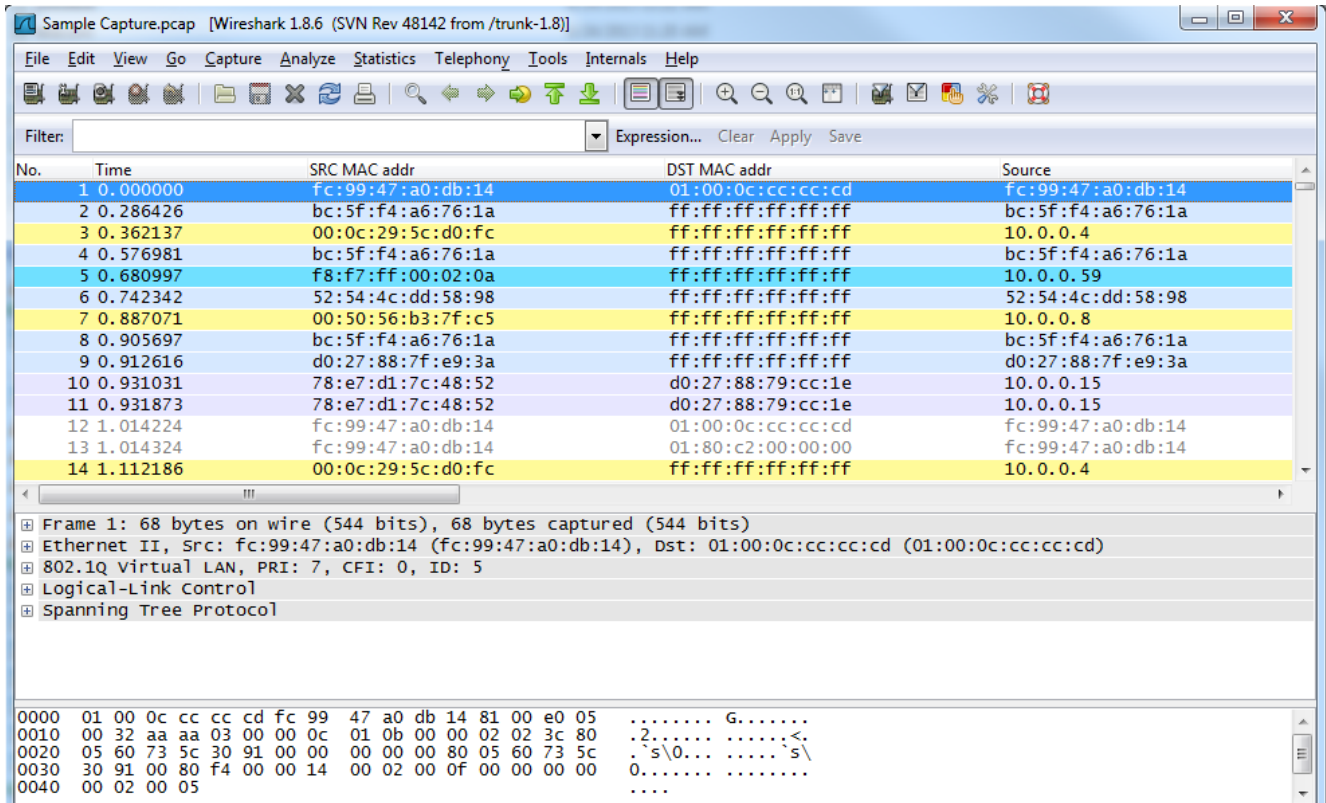 Sample Capture.pcap [Wireshark 1.8.6 (SVN Rev 48142 from /trunk-1.8)]
File Edit View Go Capture Analyze Statistics Telephony Tools Internals Help
Filter: Expression... Clear Apply Save
No. Time SRC MAC addr DST MAC addr Source
1 0.000000 fc:99:47:a0:db:14 01:00:0c:cc:cc:cd fc:99:47:a0:db:14
2 0.286426 bc:5f:f4:a6:76:1a ff:ff:ff:ff:ff:ff bc:5f:f4:a6:76:1a
3 0.362137 00:0c:29:5c:d0:fc ff:ff:ff:ff:ff:ff 10.0.0.4
4 0.576981 bc:5f:f4:a6:76:1a ff:ff:ff:ff:ff:ff bc:5f:f4:a6:76:1a
5 0.680997 f8:f7:ff:00:02:0a ff:ff:ff:ff:ff:ff 10.0.0.59
6 0.742342 52:54:4c:dd:58:98 ff:ff:ff:ff:ff:ff 52:54:4c:dd:58:98
7 0.887071 00:50:56:b3:7f:c5 ff:ff:ff:ff:ff:ff 10.0.0.8
8 0.905697 bc:5f:f4:a6:76:1a ff:ff:ff:ff:ff:ff bc:5f:f4:a6:76:1a
9 0.912616 d0:27:88:7f:e9:3a ff:ff:ff:ff:ff:ff d0:27:88:7f:e9:3a
10 0.931031 78:e7:d1:7c:48:52 d0:27:88:79:cc:1e 10.0.0.15
11 0.931873 78:e7:d1:7c:48:52 d0:27:88:79:cc:1e 10.0.0.15
12 1.014224 fc:99:47:a0:db:14 01:00:0c:cc:cc:cd fc:99:47:a0:db:14
13 1.014324 fc:99:47:a0:db:14 01:80:c2:00:00:00 fc:99:47:a0:db:14
14 1.112186 00:0c:29:5c:d0:fc ff:ff:ff:ff:ff:ff 10.0.0.4
Frame 1: 68 bytes on wire (544 bits), 68 bytes captured (544 bits)
Ethernet II, Src: fc:99:47:a0:db:14 (fc:99:47:a0:db:14), Dst: 01:00:0c:cc:cc:cd (01:00:0c:cc:cc:cd)
802.1Q Virtual LAN, PRI: 7, CFI: 0, ID: 5
Logical-Link Control
Spanning Tree Protocol
0000 01 00 0c cc cc cd fc 99 47 a0 db 14 81 00 e0 05 ........ G.......
0010 00 32 aa aa 03 00 00 0c 01 0b 00 00 02 02 3c 80 .2...... ......<.
0020 05 60 73 5c 30 91 00 00 00 00 00 80 05 60 73 5c .`s\0... .....`s\
0030 30 91 00 80 f4 00 00 14 00 02 00 0f 00 00 00 00 0....... ........
0040 00 02 00 05 ....